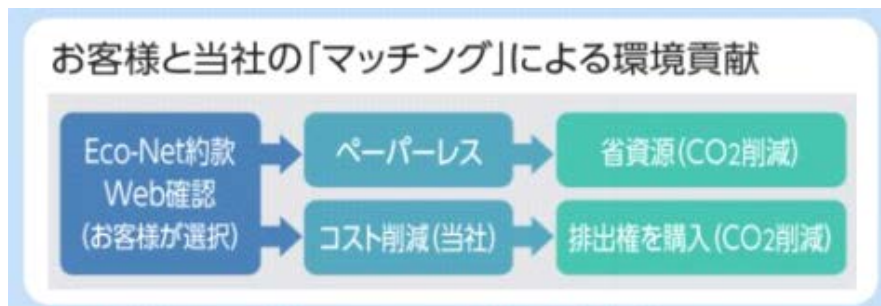 お客様と当社の「マッチング」による環境貢献
Eco-Net約款
Web確認
(お客様が選択)
ペーパーレス
省資源(CO2削減)
コスト削減(当社)
排出権を購入(CO2削減)